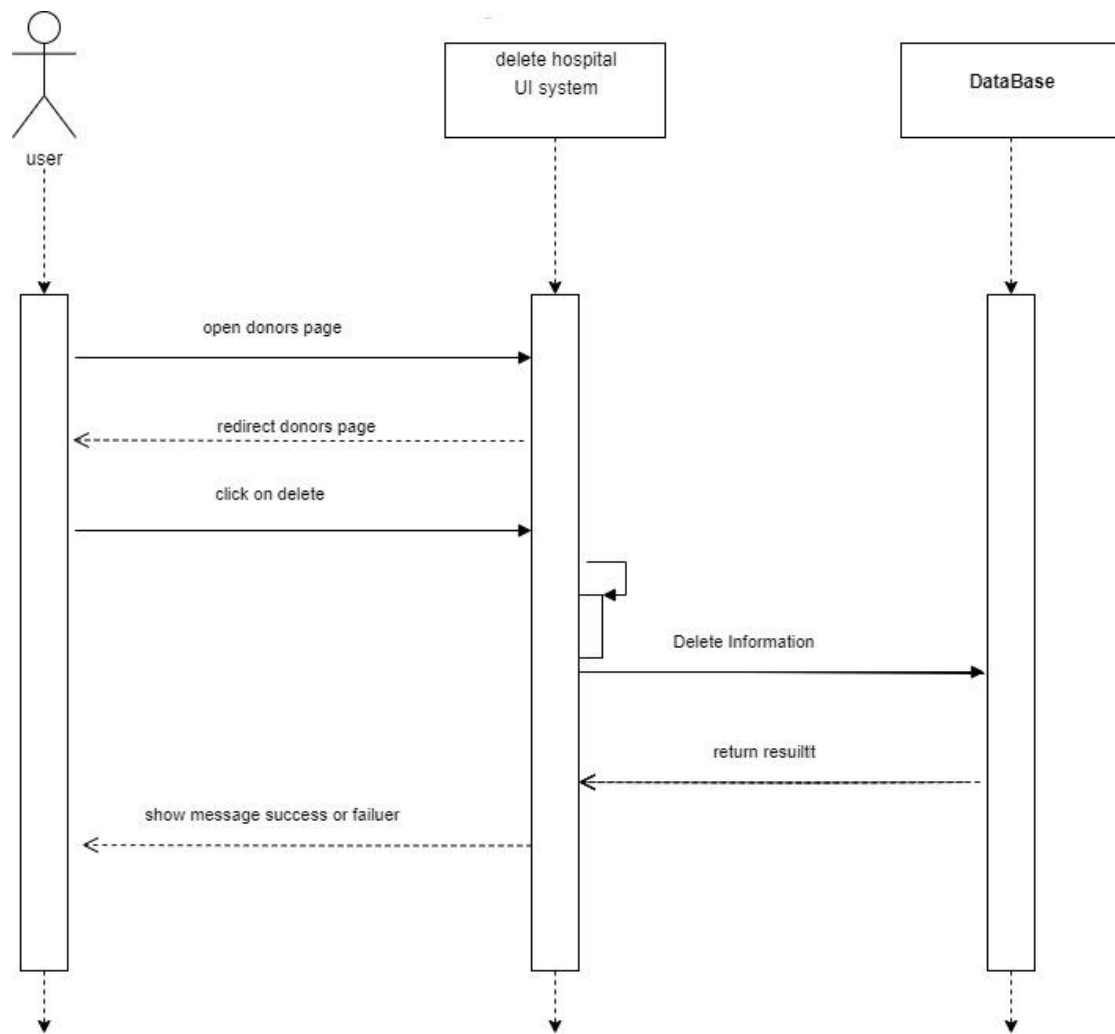 delete hospital
UI system
DataBase
user
open donors page
redirect donors page
click on delete
Delete Information
return resuiltt
show message success or failuer